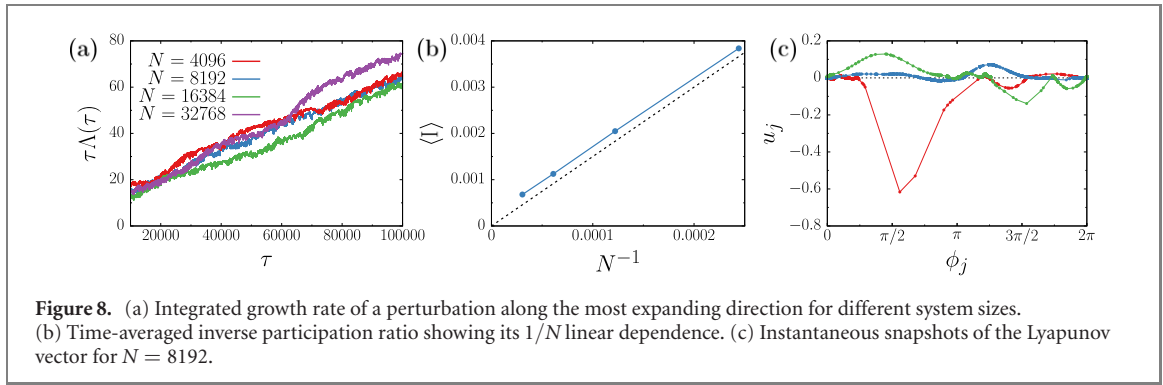 (a)
80
60
40
20
0
τΛ(τ)
N = 4096
N = 8192
N = 16384
N = 32768
20000 40000 60000 80000 100000
τ
(b)
0.004
0.003
0.002
0.001
0
⟨I⟩
0 0.0001 0.0002
N⁻¹
(c)
0.2
0
−0.2
−0.4
−0.6
−0.8
u_j
0 π/2 π 3π/2 2π
ϕ_j
Figure 8. (a) Integrated growth rate of a perturbation along the most expanding direction for different system sizes.
(b) Time-averaged inverse participation ratio showing its 1/N linear dependence. (c) Instantaneous snapshots of the Lyapunov
vector for N = 8192.